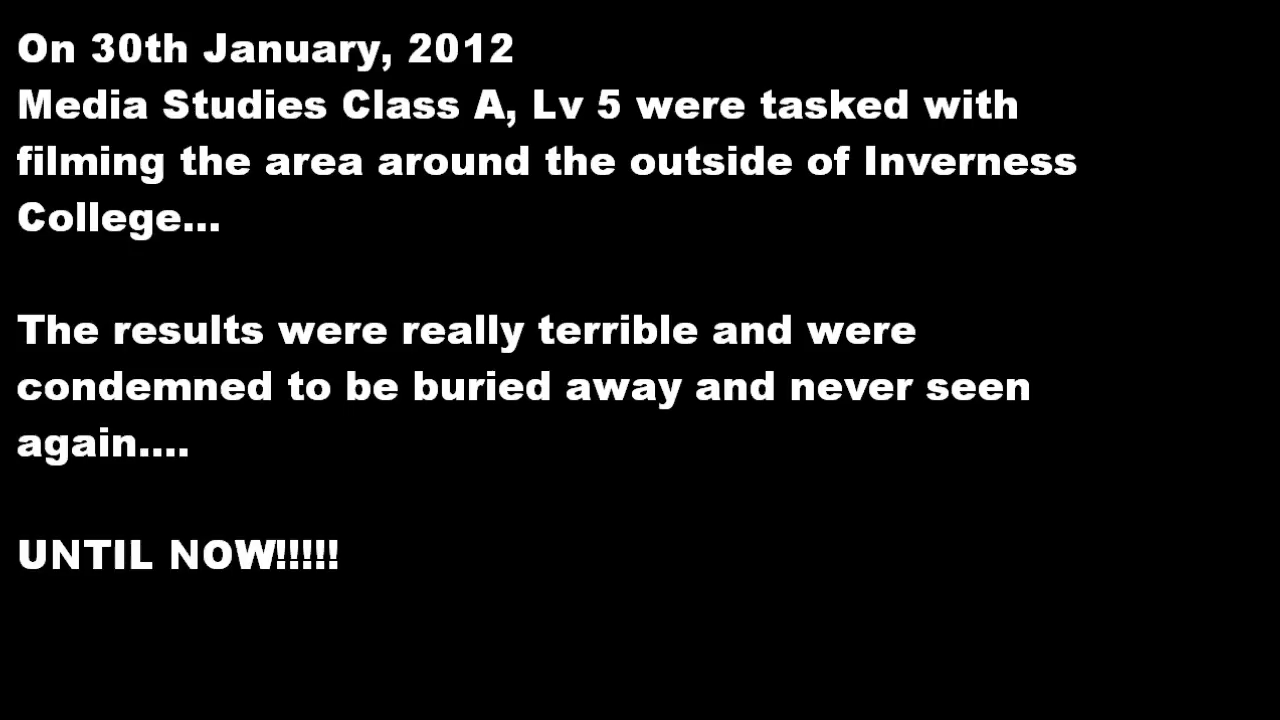 On 30th January, 2012
Media Studies Class A, Lv 5 were tasked with
filming the area around the outside of Inverness
College...
The results were really terrible and were
condemned to be buried away and never seen
again....
UNTIL NOW!!!!!